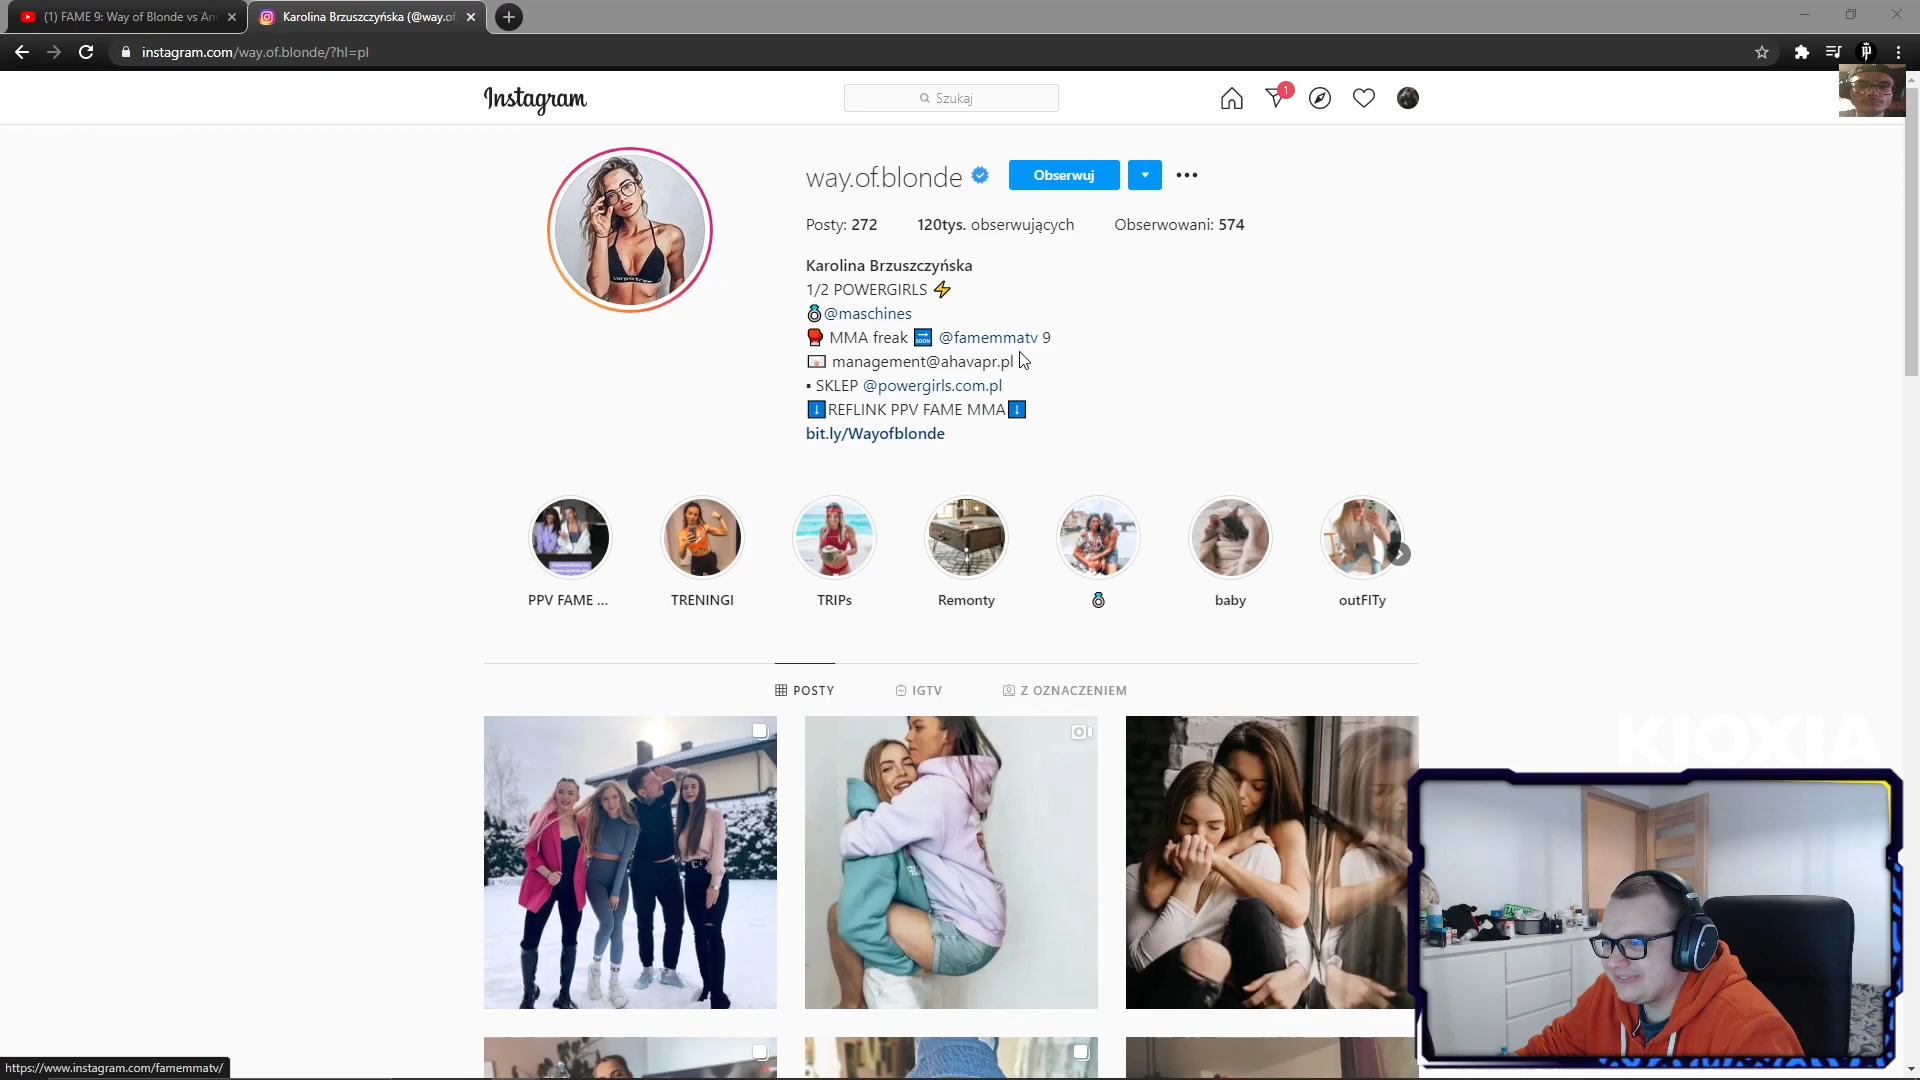 (1) FAME 9: Way of Blonde vs Anr
Karolina Brzuszczyńska (@way.of.
instagram.com/way.of.blonde/?hl=pl
Instagram
Szukaj
1
way.of.blonde
Obserwuj
Posty: 272
120tys. obserwujących
Obserwowani: 574
Karolina Brzuszczyńska
1/2 POWERGIRLS ⚡
💍@maschines
🥊 MMA freak 🔜 @famemmatv 9
💌 management@ahavapr.pl
▪ SKLEP @powergirls.com.pl
⬇️REFLINK PPV FAME MMA⬇️
bit.ly/Wayofblonde
PPV FAME ...
TRENINGI
TRIPs
Remonty
💍
baby
outFITy
POSTY
IGTV
Z OZNACZENIEM
KIOXIA
https://www.instagram.com/famemmatv/